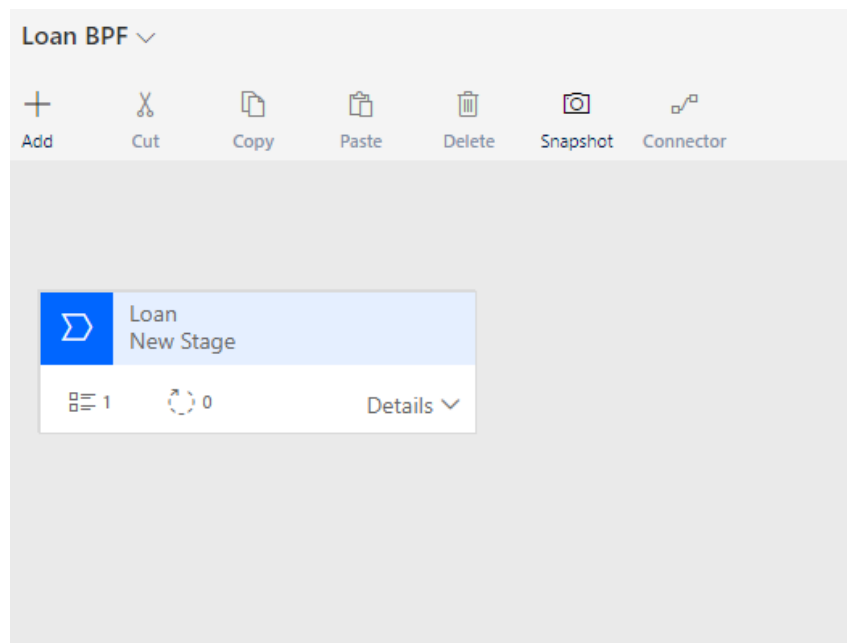 Loan BPF
Add Cut Copy Paste Delete Snapshot Connector
Loan
New Stage
1 0 Details